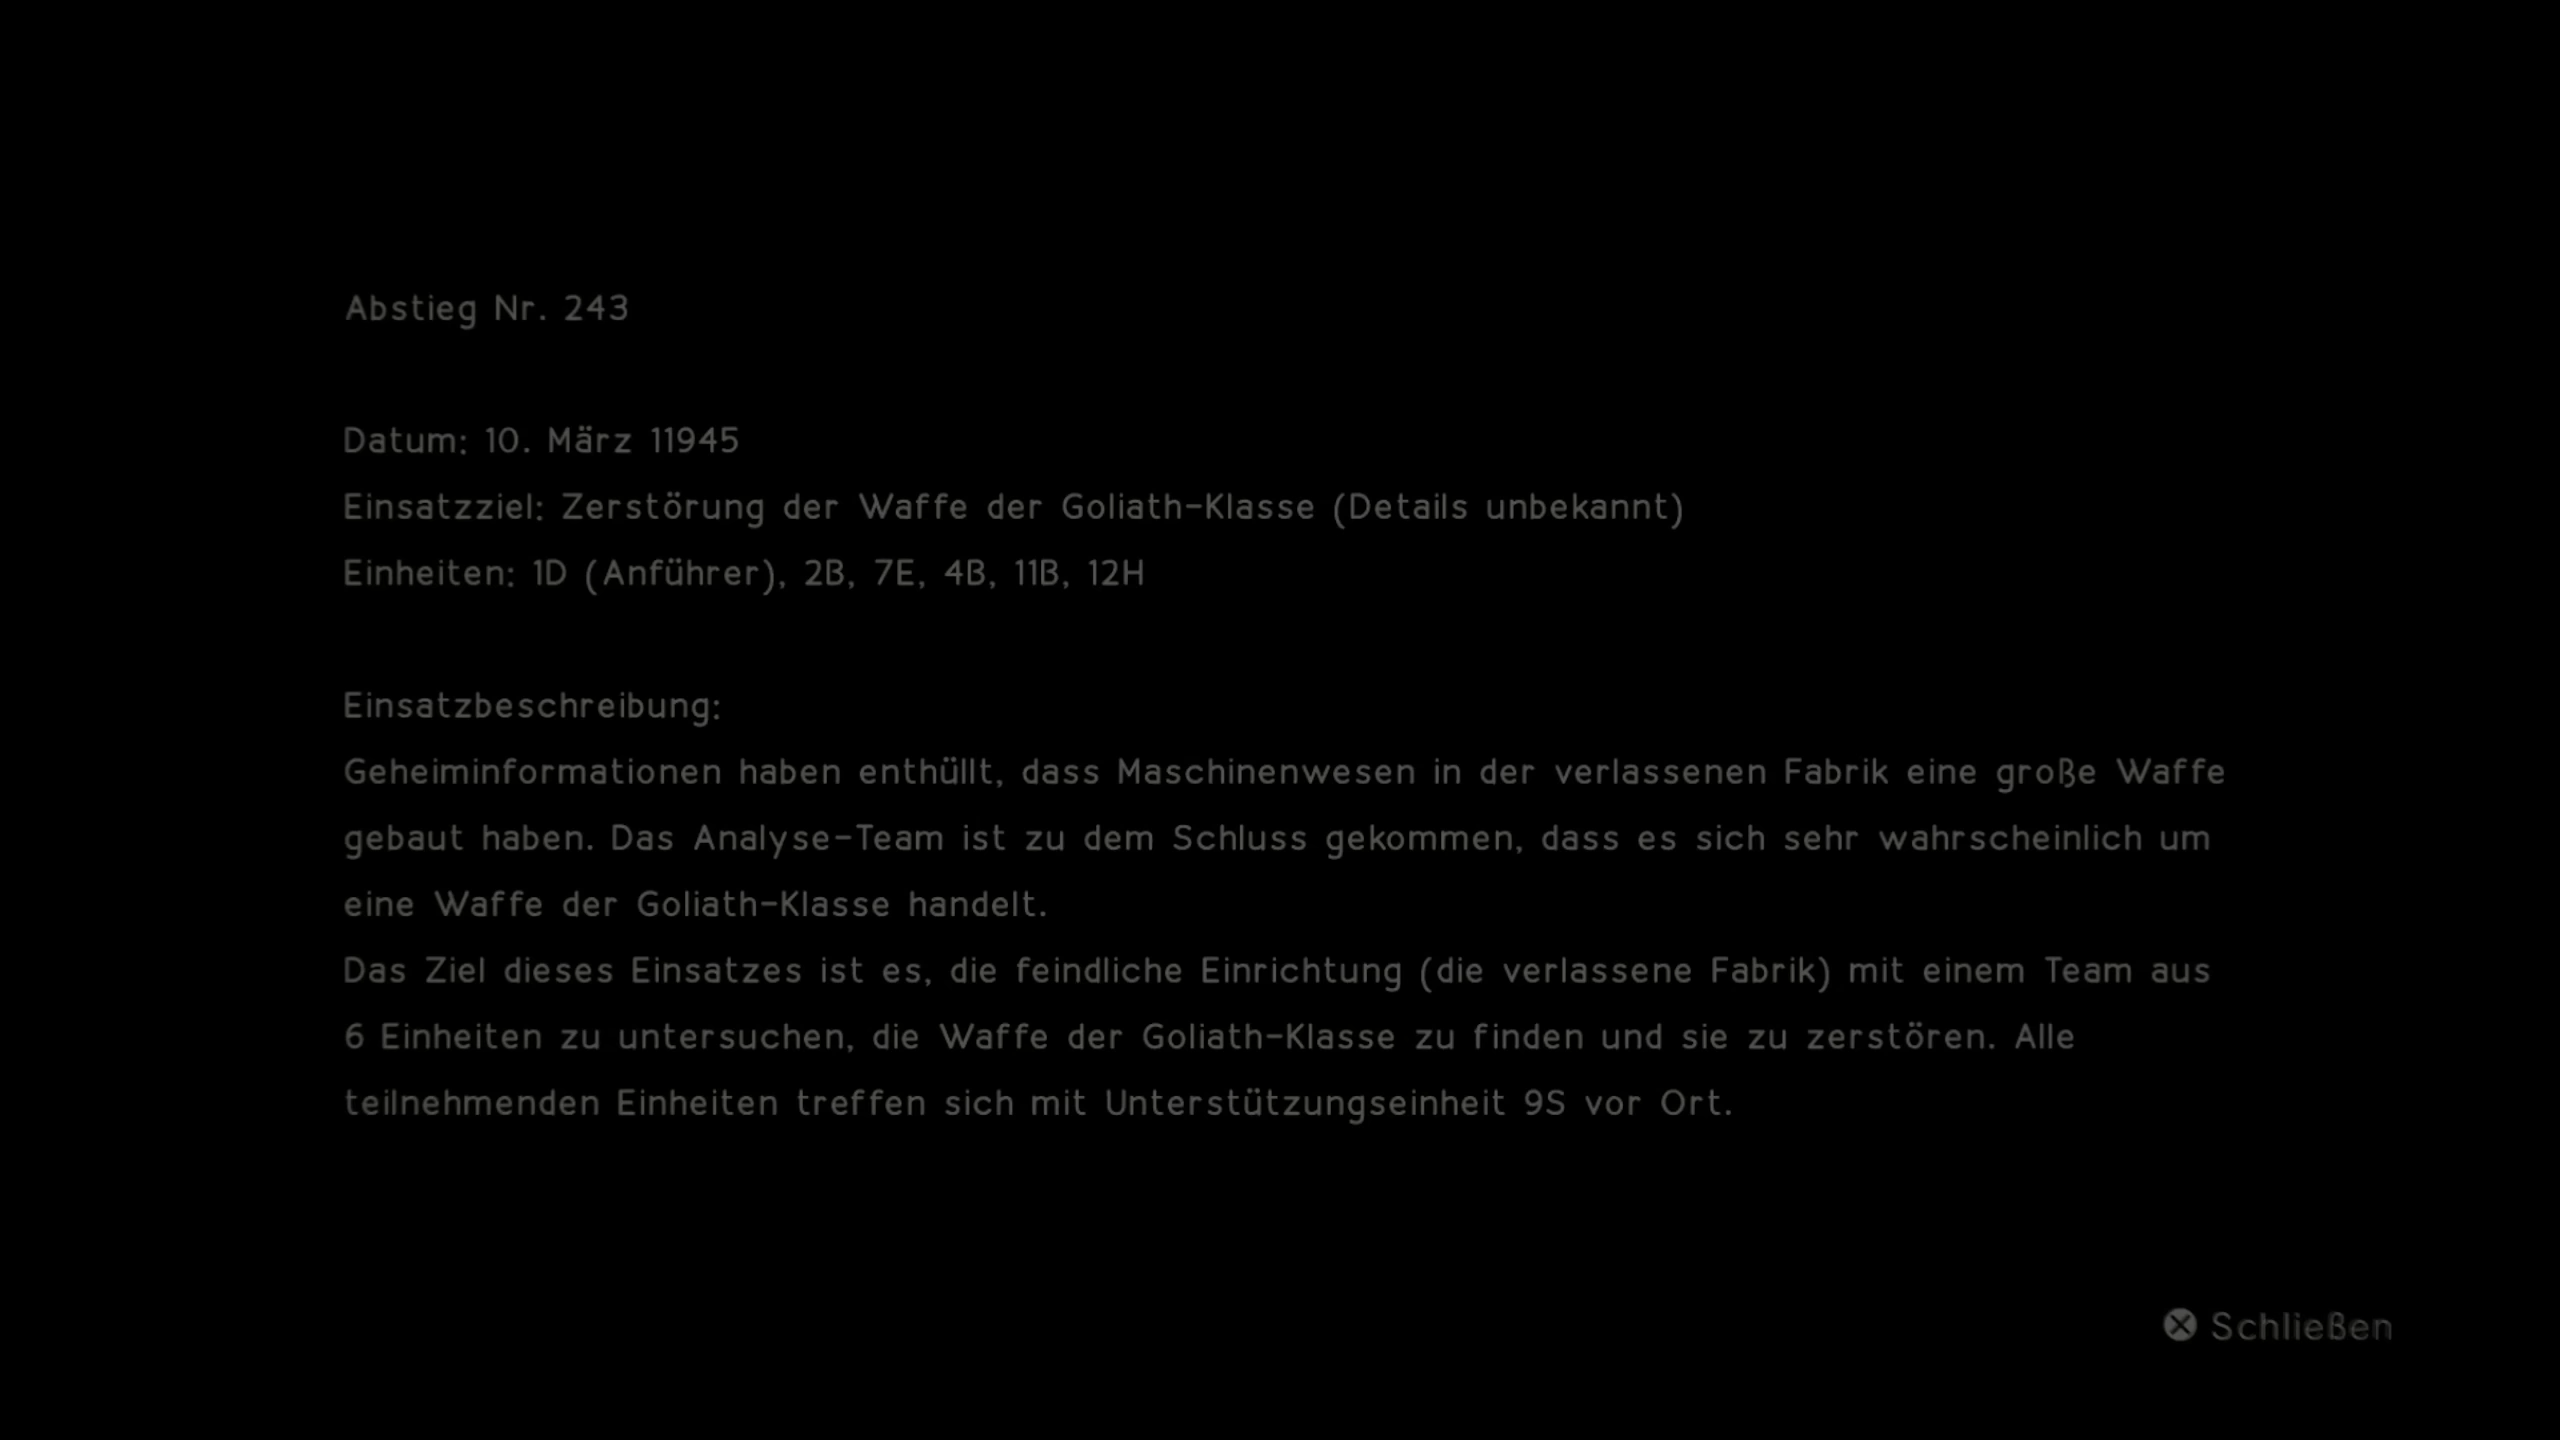 Abstieg Nr. 243
Datum: 10. März 11945
Einsatzziel: Zerstörung der Waffe der Goliath-Klasse (Details unbekannt)
Einheiten: 1D (Anführer), 2B, 7E, 4B, 11B, 12H
Einsatzbeschreibung:
Geheiminformationen haben enthüllt, dass Maschinenwesen in der verlassenen Fabrik eine große Waffe
gebaut haben. Das Analyse-Team ist zu dem Schluss gekommen, dass es sich sehr wahrscheinlich um
eine Waffe der Goliath-Klasse handelt.
Das Ziel dieses Einsatzes ist es, die feindliche Einrichtung (die verlassene Fabrik) mit einem Team aus
6 Einheiten zu untersuchen, die Waffe der Goliath-Klasse zu finden und sie zu zerstören. Alle
teilnehmenden Einheiten treffen sich mit Unterstützungseinheit 9S vor Ort.
Schließen